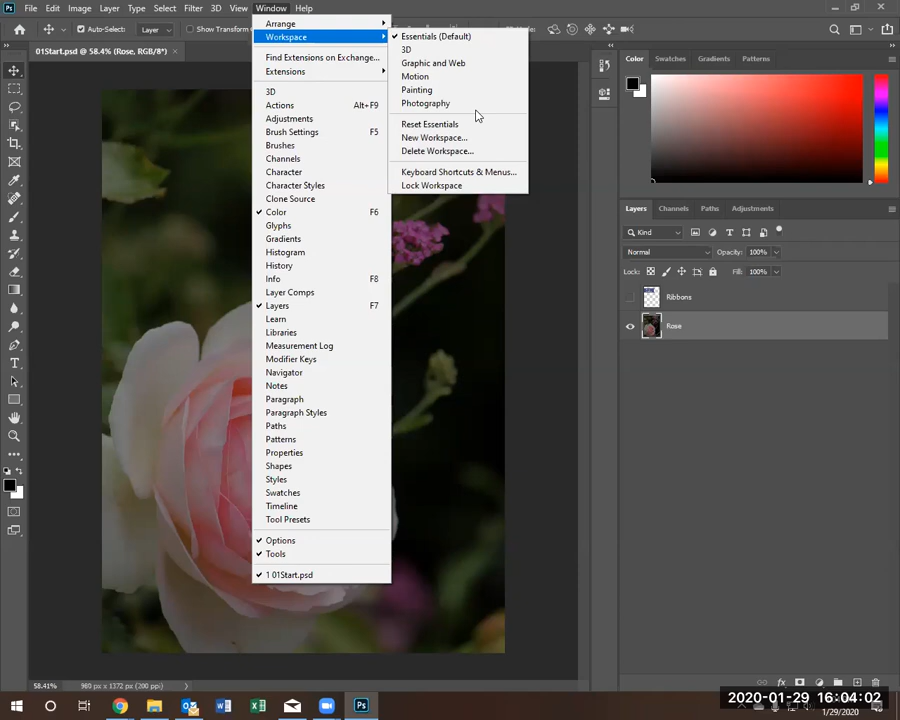 File Edit Image Layer Type Select Filter 3D View Window Help
Auto-Select: Layer Show Transform
01Start.psd @ 58.4% (Rose, RGB/8*)
Arrange
Workspace
Find Extensions on Exchange...
Extensions
3D
Actions Alt+F9
Adjustments
Brush Settings F5
Brushes
Channels
Character
Character Styles
Clone Source
Color F6
Glyphs
Gradients
Histogram
History
Info F8
Layer Comps
Layers F7
Learn
Libraries
Measurement Log
Modifier Keys
Navigator
Notes
Paragraph
Paragraph Styles
Paths
Patterns
Properties
Shapes
Styles
Swatches
Timeline
Tool Presets
Options
Tools
1 01Start.psd
Essentials (Default)
3D
Graphic and Web
Motion
Painting
Photography
Reset Essentials
New Workspace...
Delete Workspace...
Keyboard Shortcuts & Menus...
Lock Workspace
Color Swatches Gradients Patterns
Layers Channels Paths Adjustments
Kind
Normal Opacity: 100%
Lock: Fill: 100%
Ribbons
Rose
58.41% 980 px x 1372 px (200 ppi)
2020-01-29 16:04:02
1/29/2020